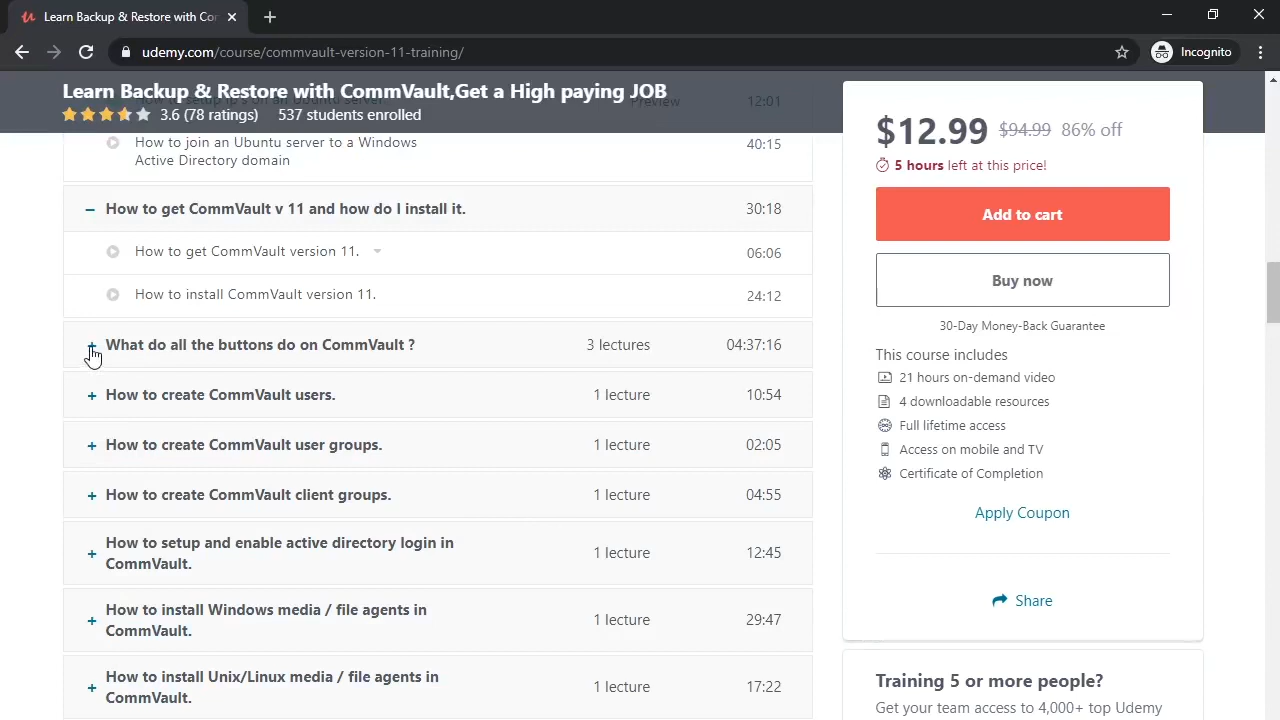 Learn Backup & Restore with Cor
udemy.com/course/commvault-version-11-training/
Incognito
Learn Backup & Restore with CommVault,Get a High paying JOB
How to setup ip's on an Ubuntu server.
Preview
12:01
3.6 (78 ratings)
537 students enrolled
How to join an Ubuntu server to a Windows
Active Directory domain
40:15
How to get CommVault v 11 and how do I install it.
30:18
How to get CommVault version 11.
06:06
How to install CommVault version 11.
24:12
What do all the buttons do on CommVault ?
3 lectures
04:37:16
How to create CommVault users.
1 lecture
10:54
How to create CommVault user groups.
1 lecture
02:05
How to create CommVault client groups.
1 lecture
04:55
How to setup and enable active directory login in
CommVault.
1 lecture
12:45
How to install Windows media / file agents in
CommVault.
1 lecture
29:47
How to install Unix/Linux media / file agents in
CommVault.
1 lecture
17:22
$12.99 $94.99 86% off
5 hours left at this price!
Add to cart
Buy now
30-Day Money-Back Guarantee
This course includes
21 hours on-demand video
4 downloadable resources
Full lifetime access
Access on mobile and TV
Certificate of Completion
Apply Coupon
Share
Training 5 or more people?
Get your team access to 4,000+ top Udemy